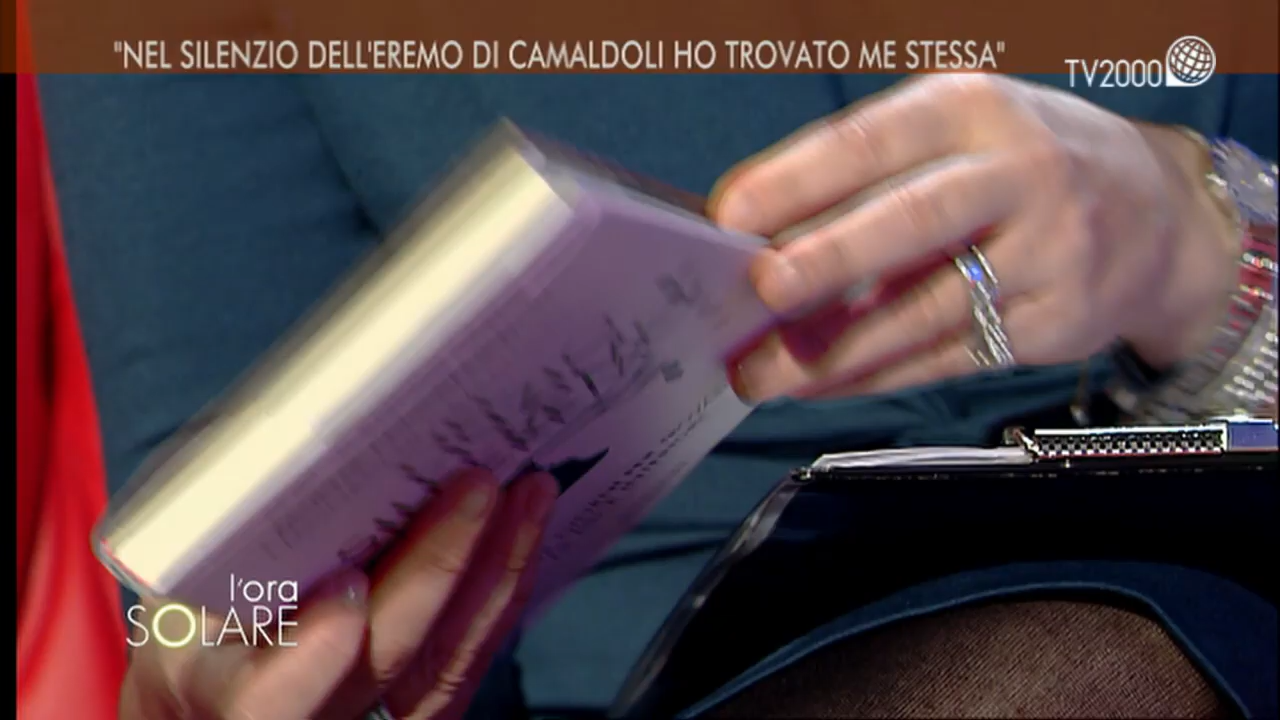 "NEL SILENZIO DELL'EREMO DI CAMALDOLI HO TROVATO ME STESSA"
TV2000
l'ora
SOLARE